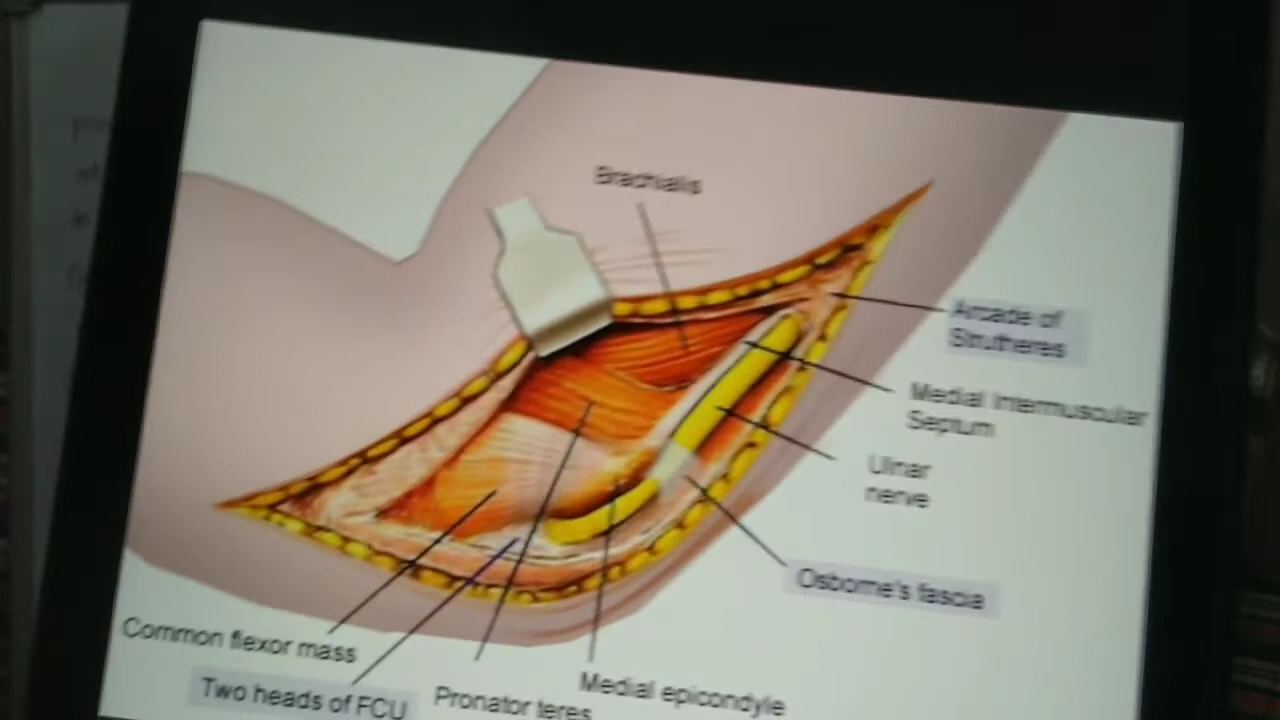 Brachialis
Arcade of
Strutheres
Medial Intermuscular
Septum
Ulnar
nerve
Osborne's fascia
Common flexor mass
Two heads of FCU
Pronator teres
Medial epicondyle